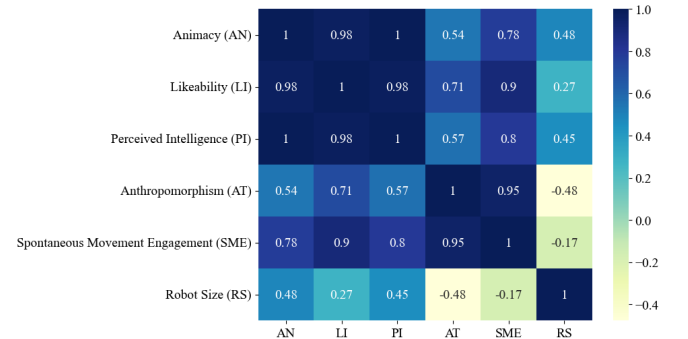 Animacy (AN) 1 0.98 1 0.54 0.78 0.48
Likeability (LI) 0.98 1 0.98 0.71 0.9 0.27
Perceived Intelligence (PI) 1 0.98 1 0.57 0.8 0.45
Anthropomorphism (AT) 0.54 0.71 0.57 1 0.95 -0.48
Spontaneous Movement Engagement (SME) 0.78 0.9 0.8 0.95 1 -0.17
Robot Size (RS) 0.48 0.27 0.45 -0.48 -0.17 1
AN LI PI AT SME RS
1.0
0.8
0.6
0.4
0.2
0.0
−0.2
−0.4